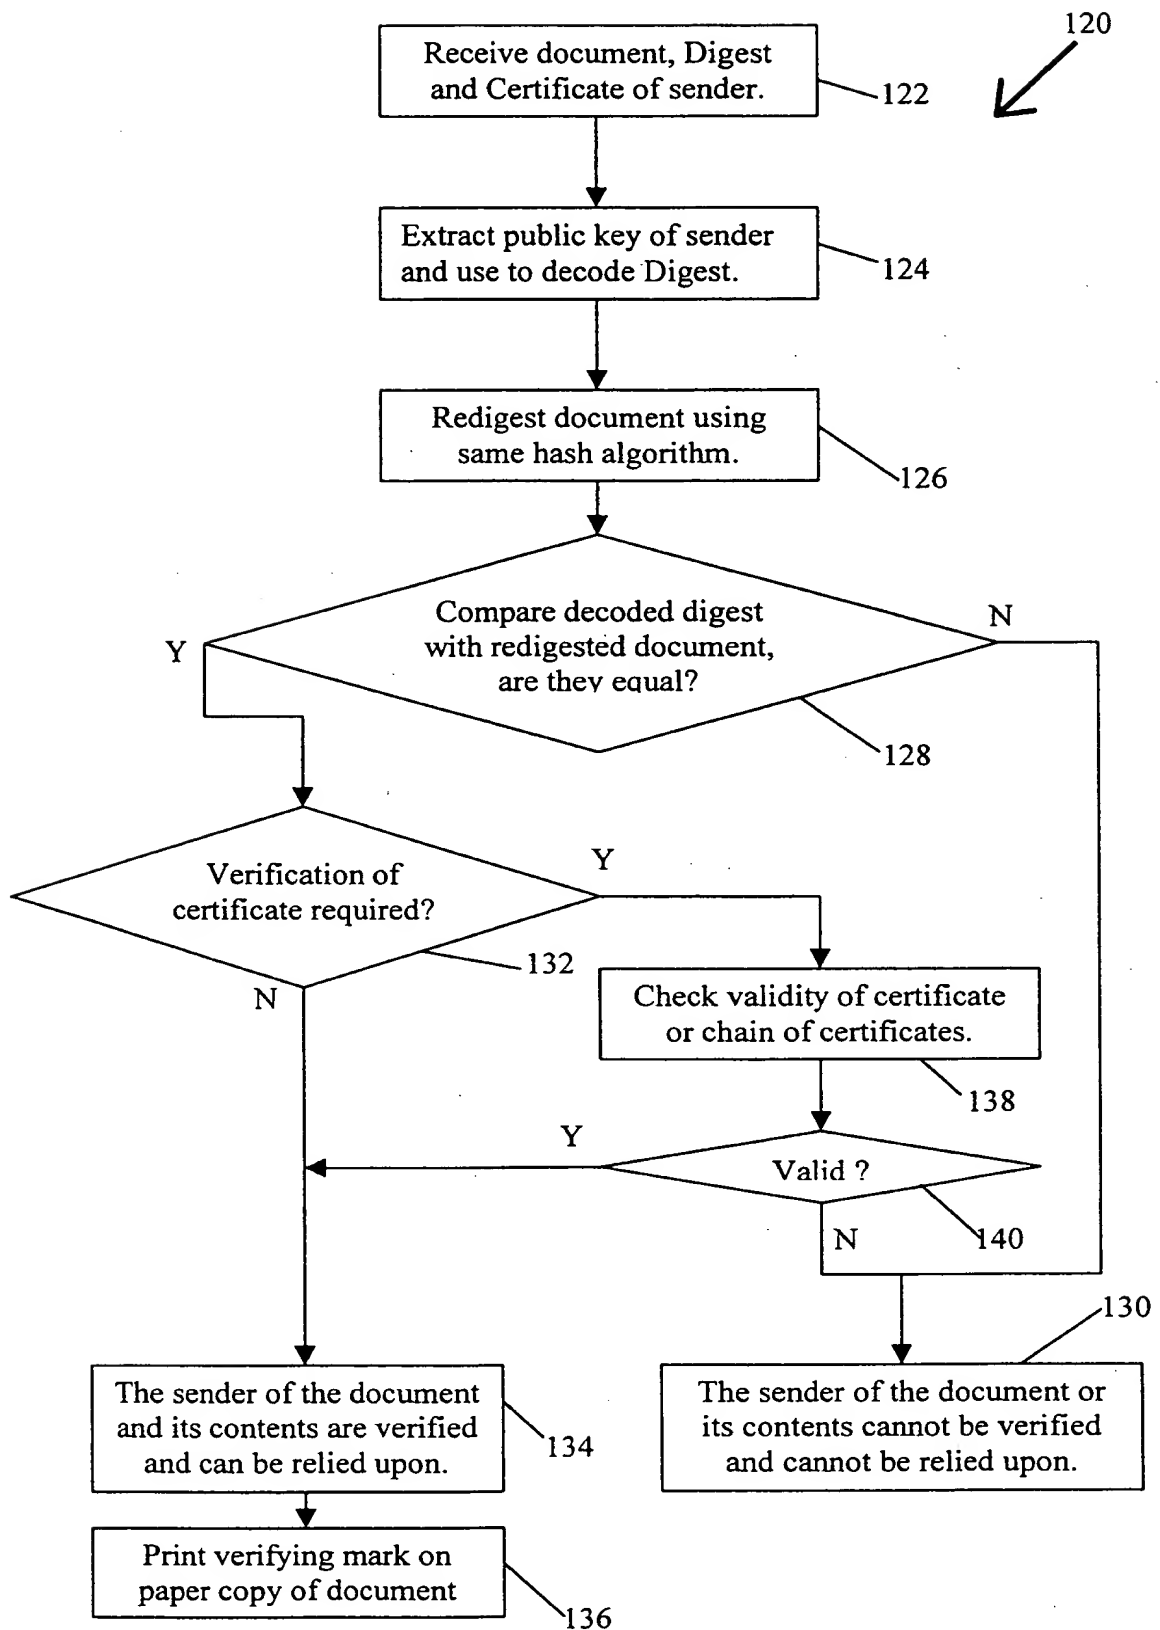 120
Receive document, Digest
and Certificate of sender.
122
Extract public key of sender
and use to decode Digest.
124
Redigest document using
same hash algorithm.
126
Compare decoded digest
with redigested document,
are they equal?
Y
N
128
Verification of
certificate required?
Y
132
N
Check validity of certificate
or chain of certificates.
138
Y
Valid ?
140
N
130
The sender of the document
and its contents are verified
and can be relied upon.
134
The sender of the document or
its contents cannot be verified
and cannot be relied upon.
Print verifying mark on
paper copy of document
136